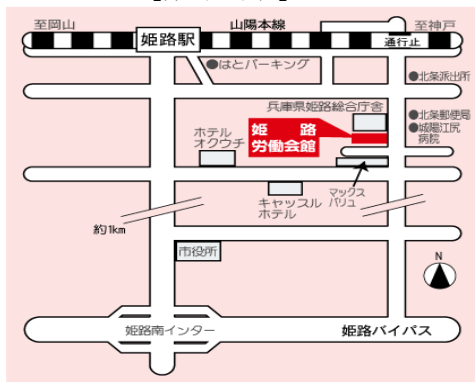 至岡山
山陽本線
至神戸
姫路駅
通行止
●はとパーキング
●北条派出所
兵庫県姫路総合庁舎
●北条郵便局
●城陽江尻
病院
姫路
労働会館
ホテル
オクウチ
マックス
バリュ
キャッスル
ホテル
約1km
市役所
N
姫路南インター
姫路バイパス